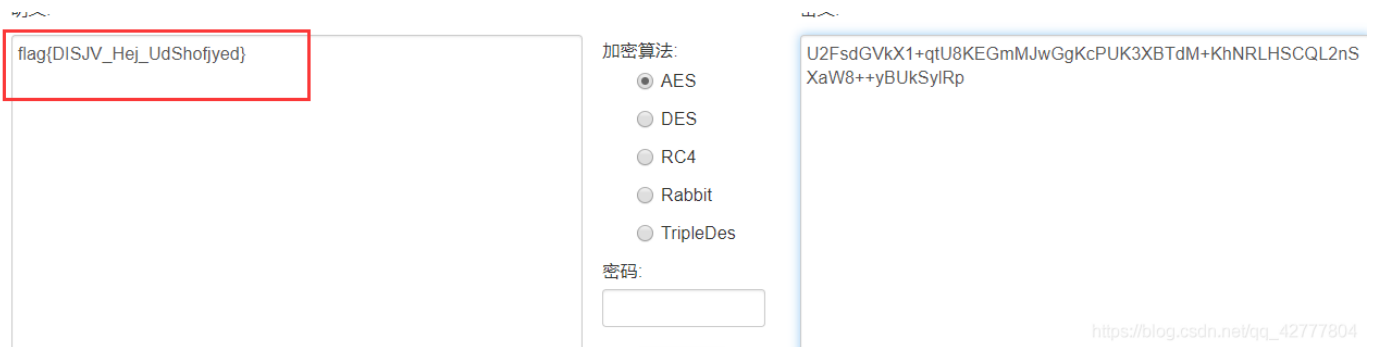 flag{DISJV_Hej_UdShofjyed}
加密算法:
AES
DES
RC4
Rabbit
TripleDes
密码:
U2FsdGVkX1+qtU8KEGmMJwGgKcPUK3XBTdM+KhNRLHSCQL2nS
XaW8++yBUkSylRp
https://blog.csdn.net/qq_42777804